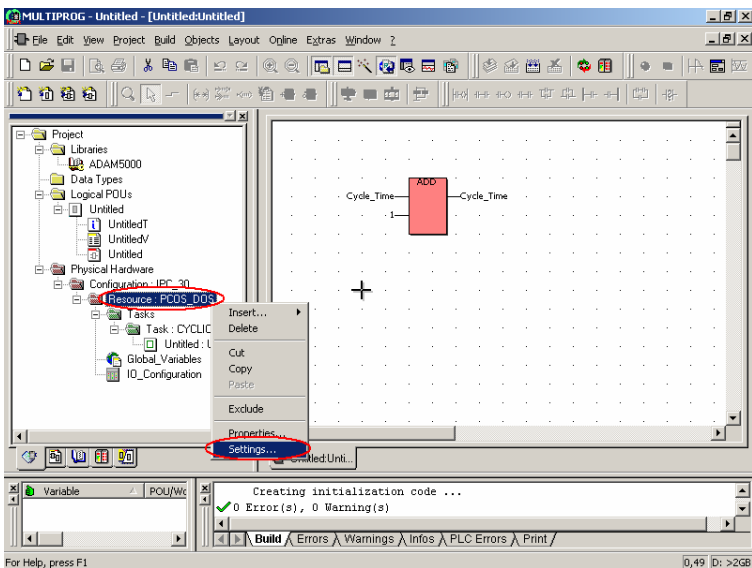 MULTIPROG - Untitled - [Untitled:Untitled]
File Edit View Project Build Objects Layout Online Extras Window ?
Project
Libraries
ADAM5000
Data Types
Logical POUs
Untitled
UntitledT
UntitledV
Untitled
Physical Hardware
Configuration : IPC_30
Resource : PCOS_DOS
Tasks
Task : CYCLIC
Untitled : U
Global_Variables
IO_Configuration
ADD
Cycle_Time
Cycle_Time
1
Insert...
Delete
Cut
Copy
Paste
Exclude
Properties...
Settings...
Untitled:Unti...
Variable POU/Wo
Creating initialization code ...
0 Error(s), 0 Warning(s)
Build Errors Warnings Infos PLC Errors Print
For Help, press F1
0,49 D: >2GB